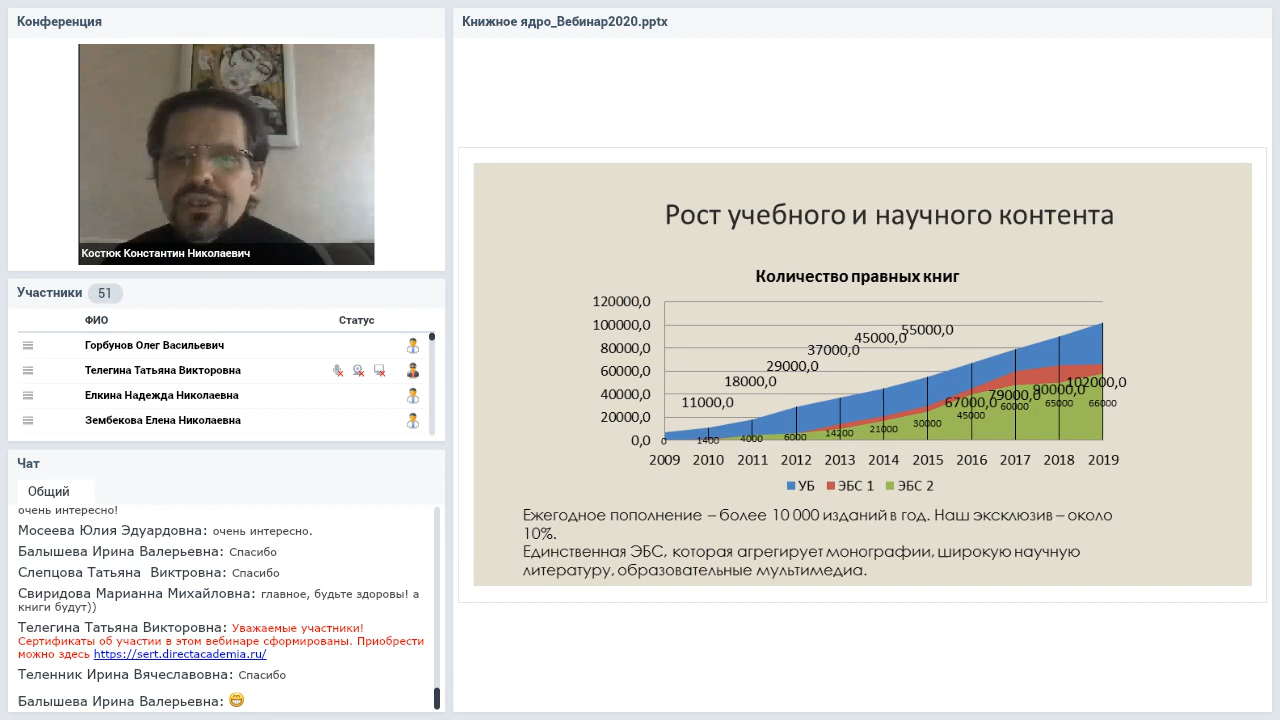 Конференция
Костюк Константин Николаевич
Участники 51
ФИО Статус
Горбунов Олег Васильевич
Телегина Татьяна Викторовна
Елкина Надежда Николаевна
Зембекова Елена Николаевна
Чат
Общий
очень интересно!
Мосеева Юлия Эдуардовна: очень интересно.
Балышева Ирина Валерьевна: Спасибо
Слепцова Татьяна Виктровна: Спасибо
Свиридова Марианна Михайловна: главное, будьте здоровы! а
книги будут))
Телегина Татьяна Викторовна: Уважаемые участники!
Сертификаты об участии в этом вебинаре сформированы. Приобрести
можно здесь https://sert.directacademia.ru/
Теленник Ирина Вячеславовна: Спасибо
Балышева Ирина Валерьевна:
Книжное ядро_Вебинар2020.pptx
Рост учебного и научного контента
Количество правных книг
120000,0
100000,0
80000,0
60000,0
40000,0
20000,0
0,0
11000,0
18000,0
29000,0
37000,0
45000,0
55000,0
67000,0
79000,0
90000,0
102000,0
0 1400 4000 6000 14200 21000 30000 45000 60000 65000 66000
2009 2010 2011 2012 2013 2014 2015 2016 2017 2018 2019
УБ ЭБС 1 ЭБС 2
Ежегодное пополнение – более 10 000 изданий в год. Наш эксклюзив – около
10%.
Единственная ЭБС, которая агрегирует монографии, широкую научную
литературу, образовательные мультимедиа.